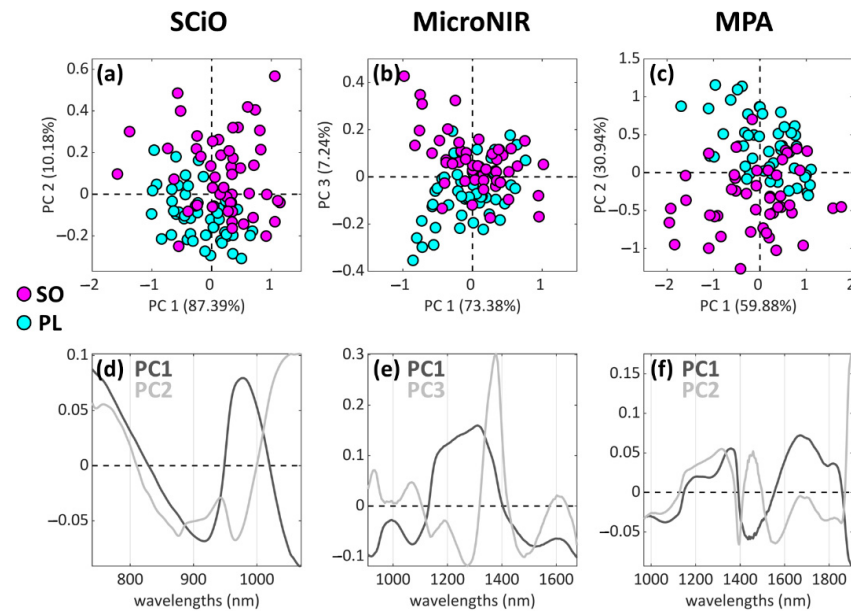 SCiO MicroNIR MPA
(a) (b) (c)
0.6 0.4 0.2 0 −0.2
PC 2 (10.18%)
−2 −1 0 1 2
PC 1 (87.39%)
0.4 0.2 0 −0.2 −0.4
PC 3 (7.24%)
−1 0 1
PC 1 (73.38%)
1.5 1 0.5 0 −0.5 −1
PC 2 (30.94%)
−2 −1 0 1 2
PC 1 (59.88%)
SO
PL
(d) PC1
PC2
0.1 0.05 0 −0.05
800 900 1000
wavelengths (nm)
(e) PC1
PC3
0.3 0.2 0.1 0 −0.1
1000 1200 1400 1600
wavelengths (nm)
(f) PC1
PC2
0.15 0.1 0.05 0 −0.05
1000 1200 1400 1600 1800
wavelengths (nm)